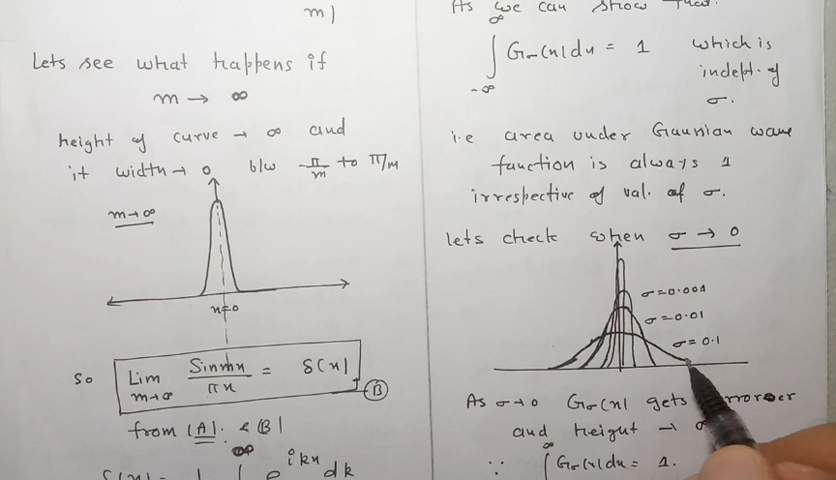 m)
Lets see what happens if
m → ∞
height of curve → ∞ and
it width → 0 b/w -π/m to π/m
m→∞
x=0
so Lim m→∞ Sin mx / πx = δ(x) (B)
from (A). & (B)
e^{ikx} dk
As we can show that.
∫_{-∞}^{∞} Gσ(x)dx = 1 which is
indept. of
σ.
i.e area under Gaussian wave
function is always 1
irrespective of val. of σ.
lets check when σ → 0
σ=0.001
σ=0.01
σ=0.1
As σ→0 Gσ(x) gets
and height →
∵ ∫^{∞} Gσ(x)dx = 1.